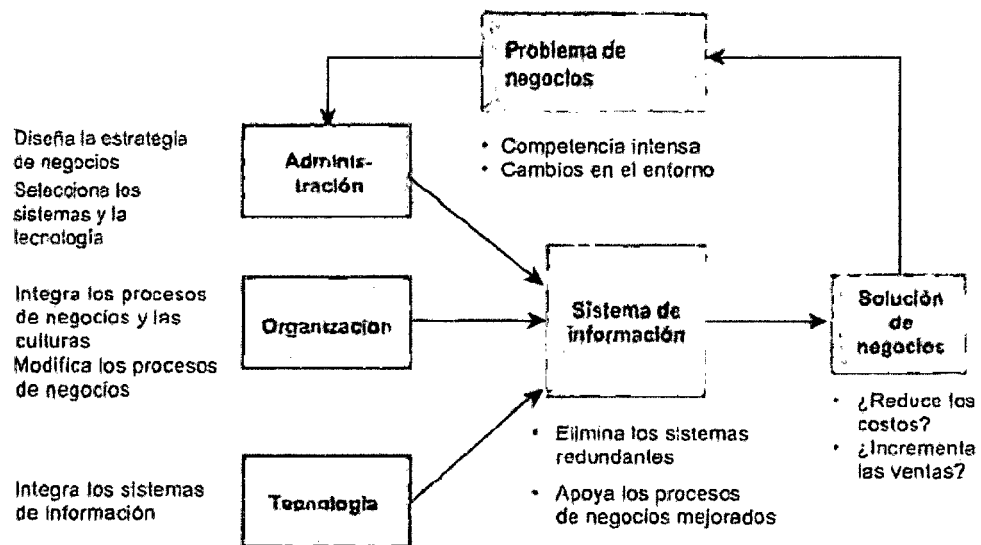 Problema de
negocios
• Competencia intensa
• Cambios en el entorno
Diseña la estrategia
de negocios
Selecciona los
sistemas y la
tecnología
Adminis-
tración
Integra los procesos
de negocios y las
culturas
Modifica los procesos
de negocios
Organización
Sistema de
información
• Elimina los sistemas
redundantes
• Apoya los procesos
de negocios mejorados
Solución
de
negocios
• ¿Reduce los
costos?
• ¿Incrementa
las ventas?
Integra los sistemas
de información
Tecnología